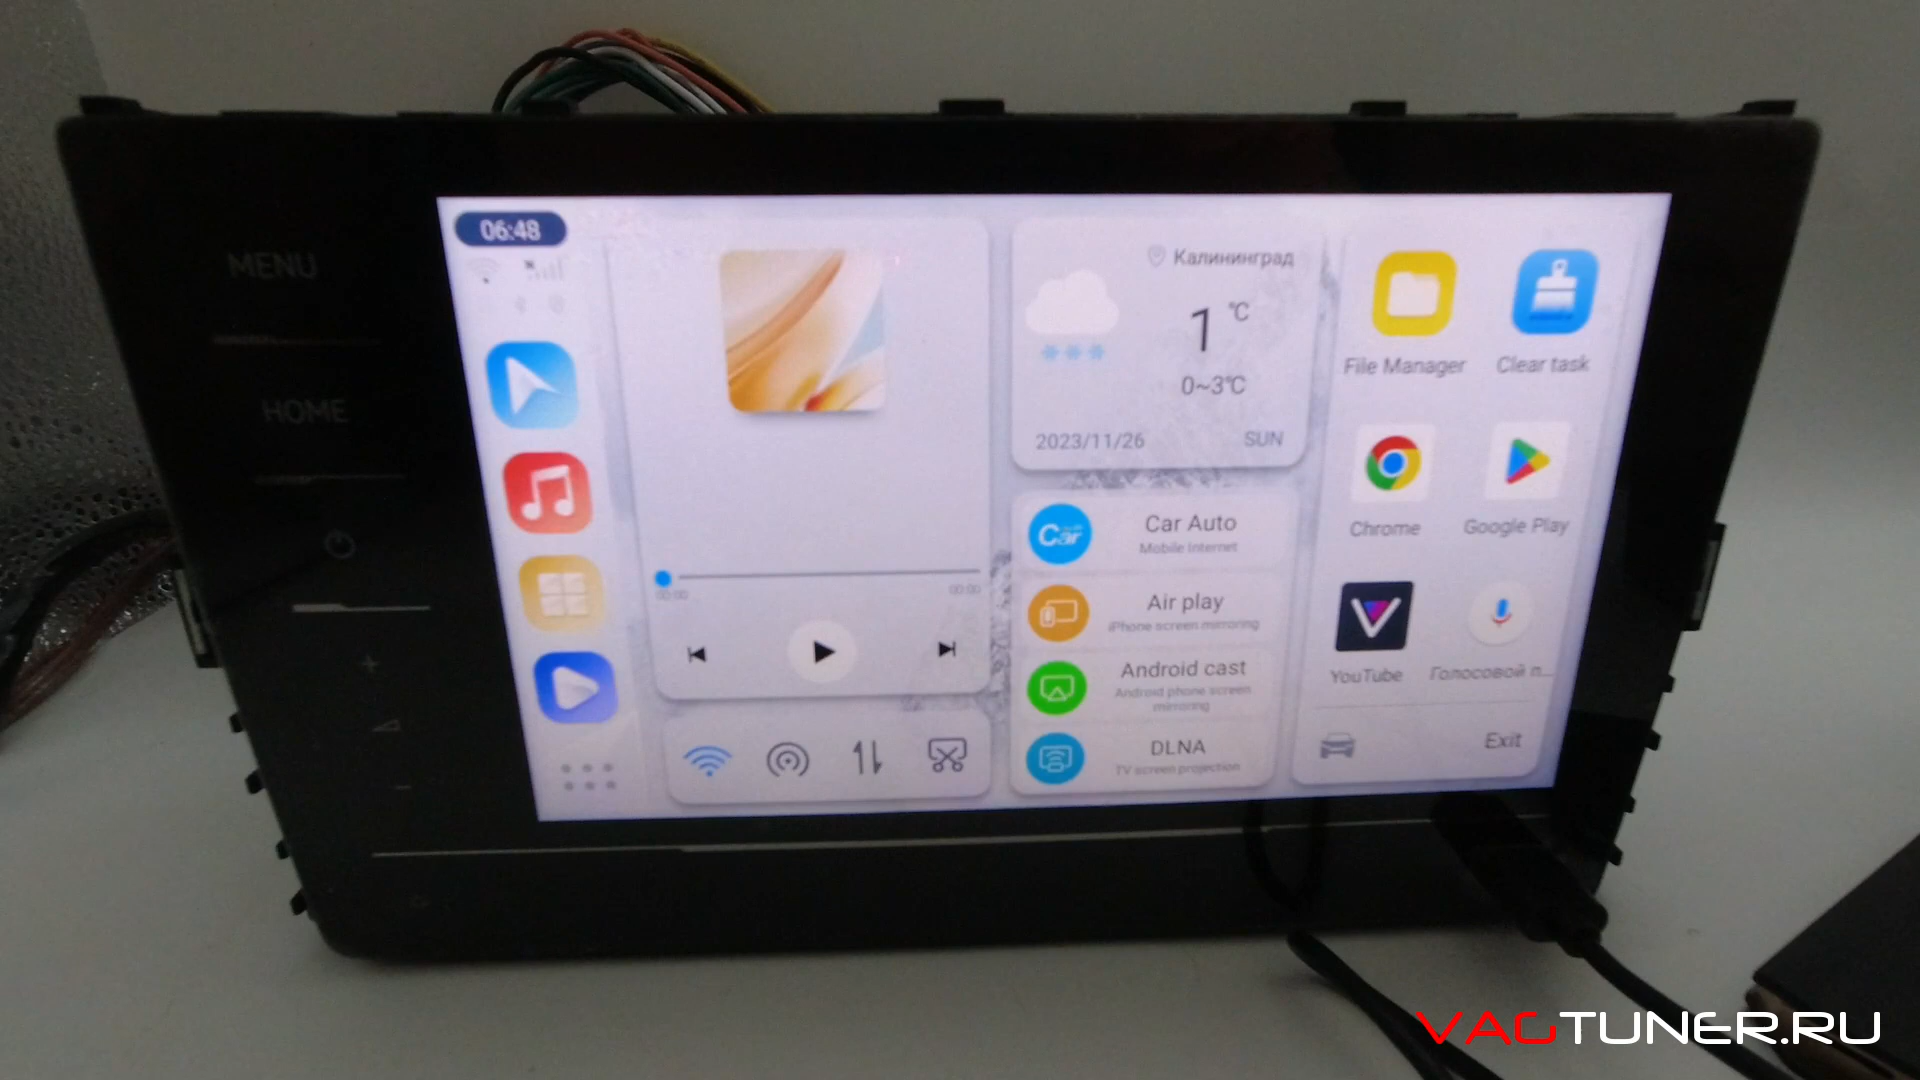 MENU
HOME
06:48
00:00
00:00
Калининград
1 °C
0~3°C
2023/11/26
SUN
Car
Car Auto
Mobile Internet
Air play
iPhone screen mirroring
Android cast
Android phone screen
mirroring
DLNA
TV screen projection
File Manager
Clear task
Chrome
Google Play
YouTube
Голосовой п...
Exit
VAGTUNER.RU